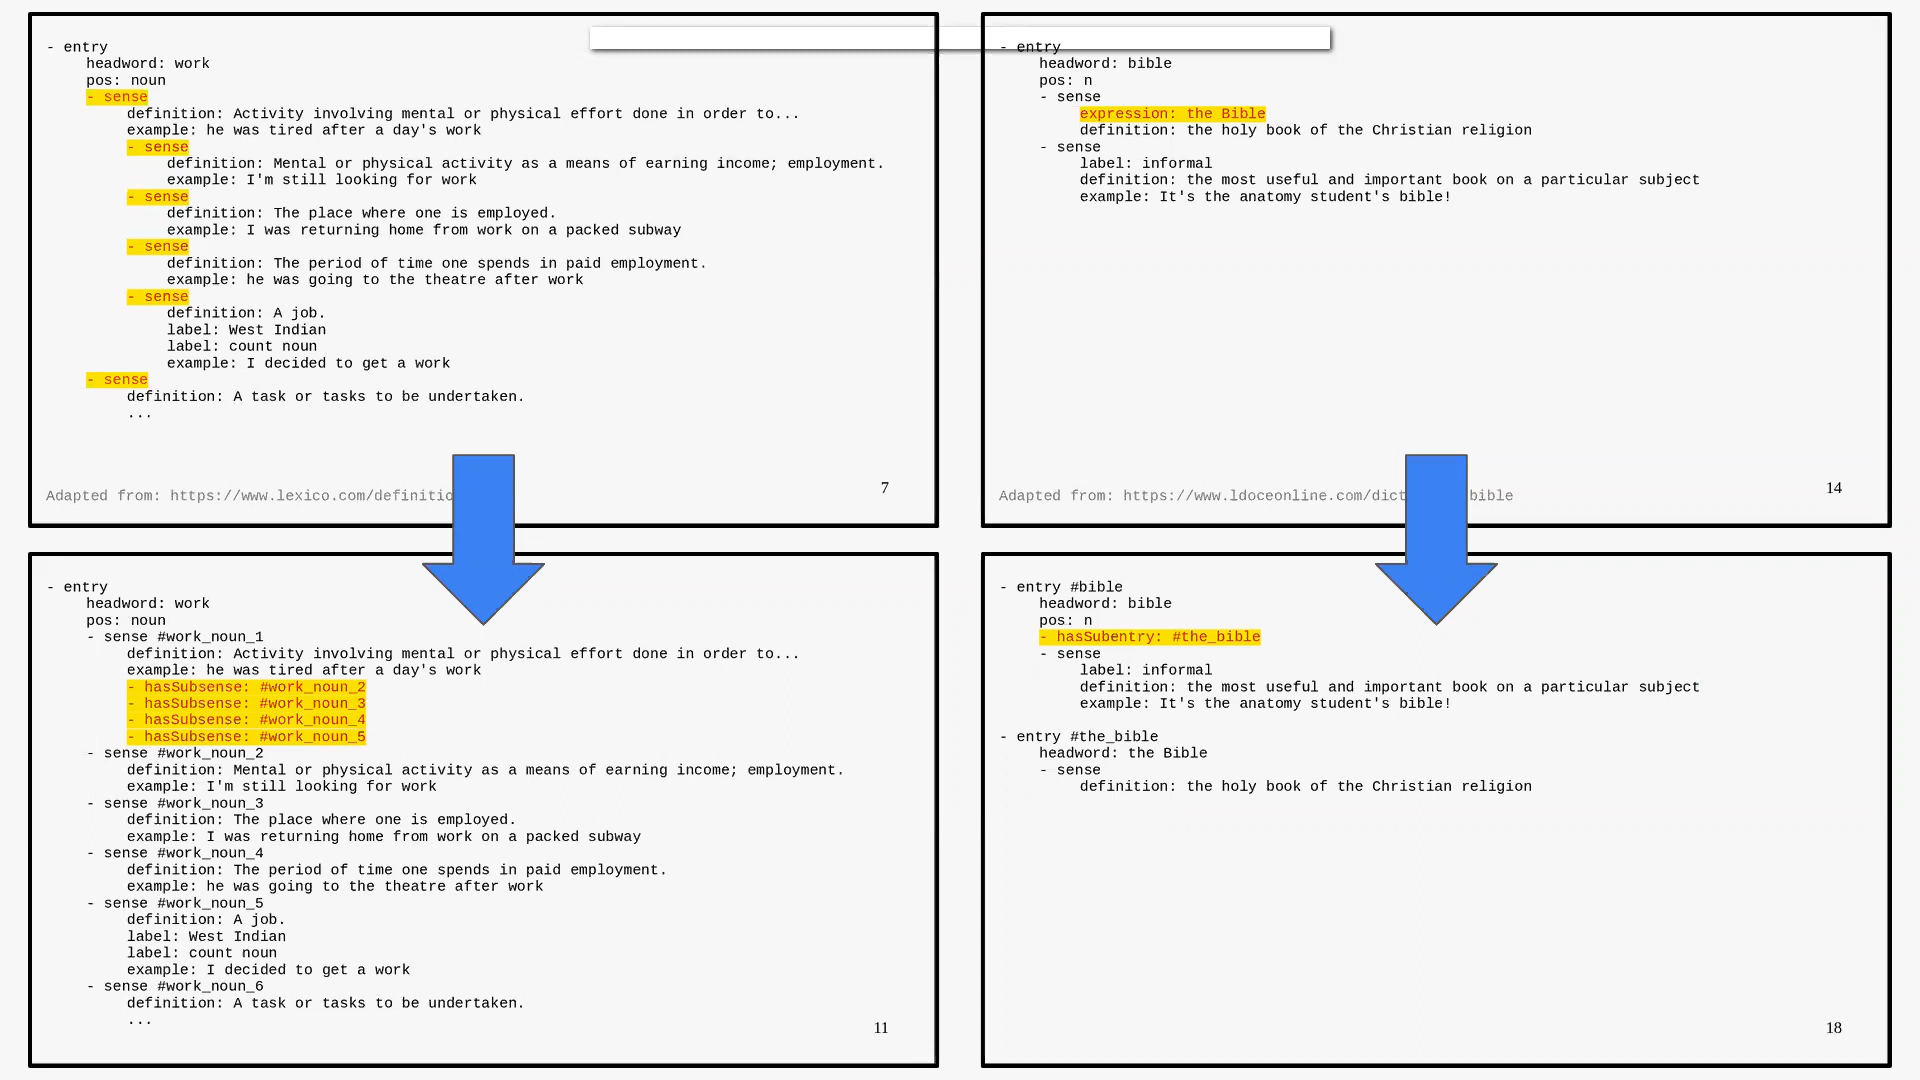 - entry
headword: work
pos: noun
- sense
definition: Activity involving mental or physical effort done in order to...
example: he was tired after a day's work
- sense
definition: Mental or physical activity as a means of earning income; employment.
example: I'm still looking for work
- sense
definition: The place where one is employed.
example: I was returning home from work on a packed subway
- sense
definition: The period of time one spends in paid employment.
example: he was going to the theatre after work
- sense
definition: A job.
label: West Indian
label: count noun
example: I decided to get a work
- sense
definition: A task or tasks to be undertaken.
...
Adapted from: https://www.lexico.com/definitio
7
- entry
headword: bible
pos: n
- sense
expression: the Bible
definition: the holy book of the Christian religion
- sense
label: informal
definition: the most useful and important book on a particular subject
example: It's the anatomy student's bible!
Adapted from: https://www.ldoceonline.com/dict bible
14
- entry
headword: work
pos: noun
- sense #work_noun_1
definition: Activity involving mental or physical effort done in order to...
example: he was tired after a day's work
- hasSubsense: #work_noun_2
- hasSubsense: #work_noun_3
- hasSubsense: #work_noun_4
- hasSubsense: #work_noun_5
- sense #work_noun_2
definition: Mental or physical activity as a means of earning income; employment.
example: I'm still looking for work
- sense #work_noun_3
definition: The place where one is employed.
example: I was returning home from work on a packed subway
- sense #work_noun_4
definition: The period of time one spends in paid employment.
example: he was going to the theatre after work
- sense #work_noun_5
definition: A job.
label: West Indian
label: count noun
example: I decided to get a work
- sense #work_noun_6
definition: A task or tasks to be undertaken.
...
11
- entry #bible
headword: bible
pos: n
- hasSubentry: #the_bible
- sense
label: informal
definition: the most useful and important book on a particular subject
example: It's the anatomy student's bible!
- entry #the_bible
headword: the Bible
- sense
definition: the holy book of the Christian religion
18